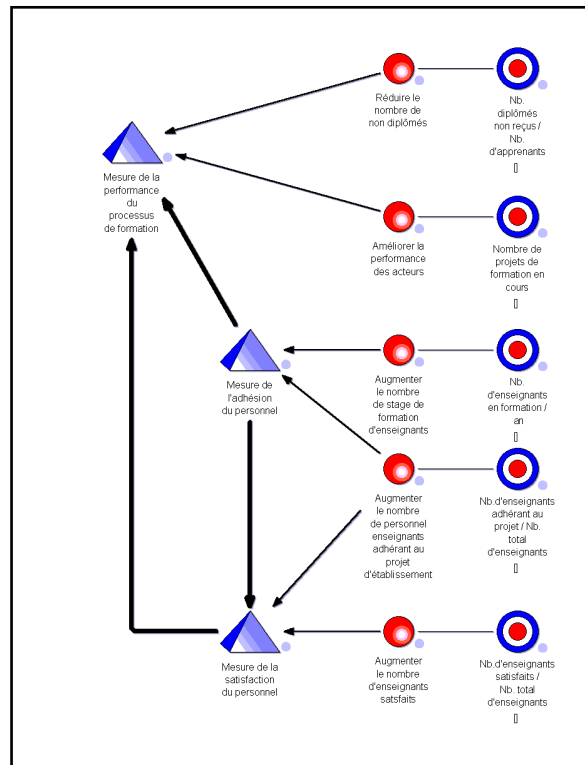 Réduire le
nombre de
non diplômés
Nb.
diplômés
non reçus /
Nb.
d'apprenants
Mesure de la
performance
du
processus
de formation
Améliorer la
performance
des acteurs
Nombre de
projets de
formation en
cours
Mesure de
l'adhésion
du personnel
Augmenter
le nombre
de stage de
formation
d'enseignants
Nb.
d'enseignants
en formation /
an
Augmenter
le nombre
de personnel
enseignants
adhérant au
projet
d'établissement
Nb.d'enseignants
adhérant au
projet / Nb.
total
d'enseignants
Mesure de la
satisfaction
du personnel
Augmenter
le nombre
d'enseignants
satsfaits
Nb.d'enseignants
satisfaits /
Nb. total
d'enseignants